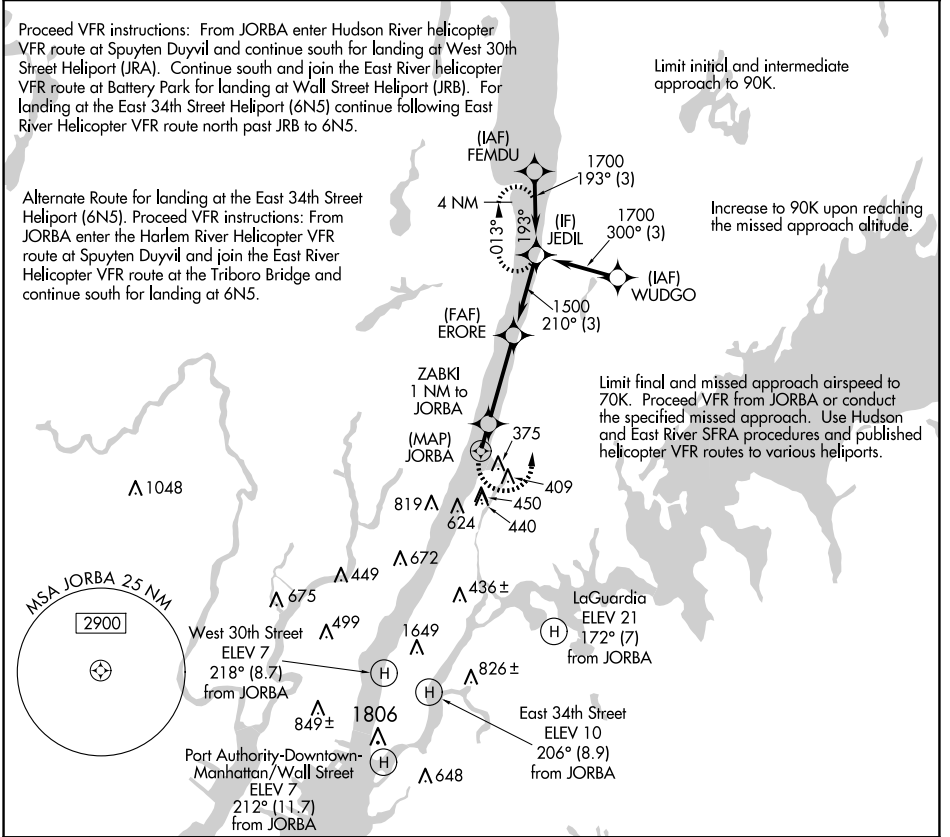 Proceed VFR instructions: From JORBA enter Hudson River helicopter
VFR route at Spuyten Duyvil and continue south for landing at West 30th
Street Heliport (JRA). Continue south and join the East River helicopter
VFR route at Battery Park for landing at Wall Street Heliport (JRB). For
landing at the East 34th Street Heliport (6N5) continue following East
River Helicopter VFR route north past JRB to 6N5.
Limit initial and intermediate
approach to 90K.
(IAF)
FEMDU
1700
193° (3)
Alternate Route for landing at the East 34th Street
Heliport (6N5). Proceed VFR instructions: From
JORBA enter the Harlem River Helicopter VFR
route at Spuyten Duyvil and join the East River
Helicopter VFR route at the Triboro Bridge and
continue south for landing at 6N5.
4 NM
013°
193°
(IF)
JEDIL
1700
300° (3)
Increase to 90K upon reaching
the missed approach altitude.
(IAF)
WUDGO
1500
210° (3)
(FAF)
ERORE
ZABKI
1 NM to
JORBA
Limit final and missed approach airspeed to
70K. Proceed VFR from JORBA or conduct
the specified missed approach. Use Hudson
and East River SFRA procedures and published
helicopter VFR routes to various heliports.
(MAP)
JORBA
375
409
1048
819
624
450
440
672
449
675
436±
MSA JORBA 25 NM
2900
499
West 30th Street
ELEV 7
218° (8.7)
from JORBA
1649
H
LaGuardia
ELEV 21
172° (7)
from JORBA
H
826±
H
East 34th Street
ELEV 10
206° (8.9)
from JORBA
849±
1806
Port Authority-Downtown-
Manhattan/Wall Street
ELEV 7
212° (11.7)
from JORBA
H
648